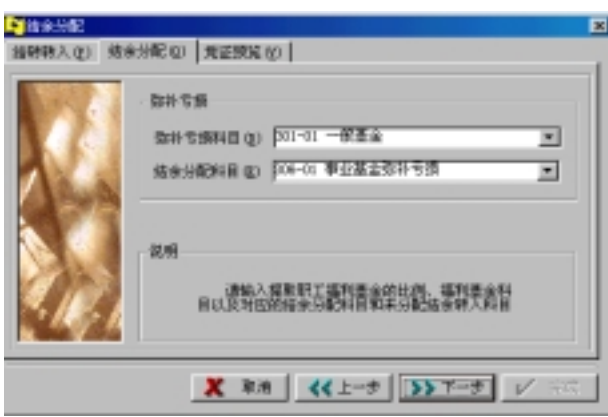 结余分配
结转转入(P) 结余分配(Q) 凭证预览(V)
弥补亏损
弥补亏损科目(B) 301-01 一般基金
结余分配科目(E) 306-01 事业基金弥补亏损
说明
请输入提取职工福利基金的比例、福利基金科
目以及对应的结余分配科目和未分配结余转入科目
取消 上一步 下一步 完成